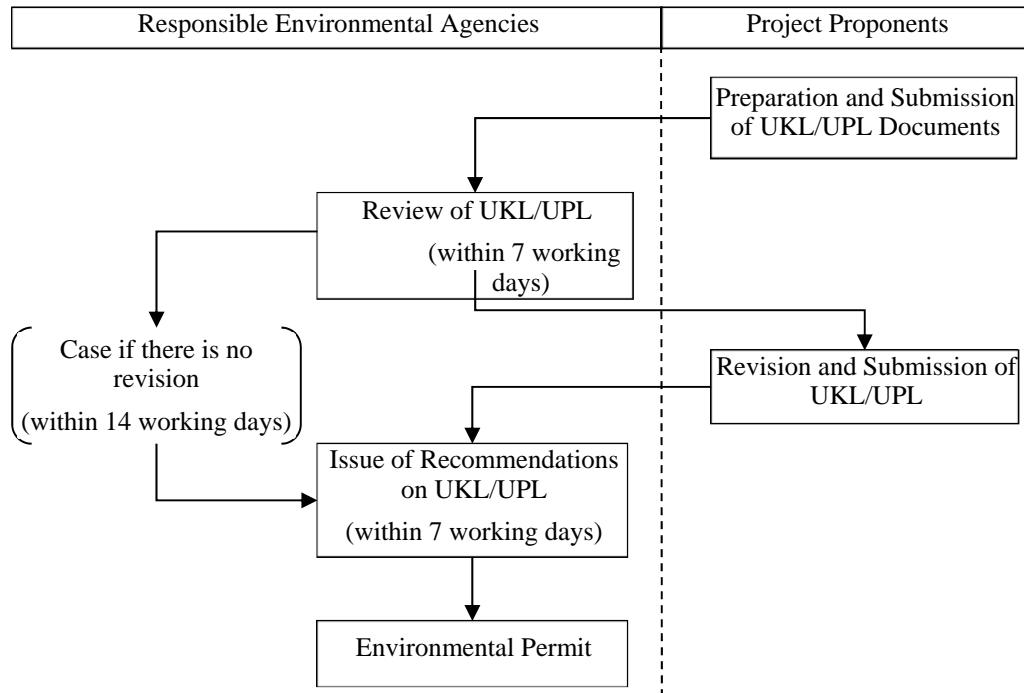 Responsible Environmental Agencies
Project Proponents
Preparation and Submission
of UKL/UPL Documents
Review of UKL/UPL
(within 7 working
days)
Case if there is no
revision
(within 14 working days)
Revision and Submission of
UKL/UPL
Issue of Recommendations
on UKL/UPL
(within 7 working days)
Environmental Permit